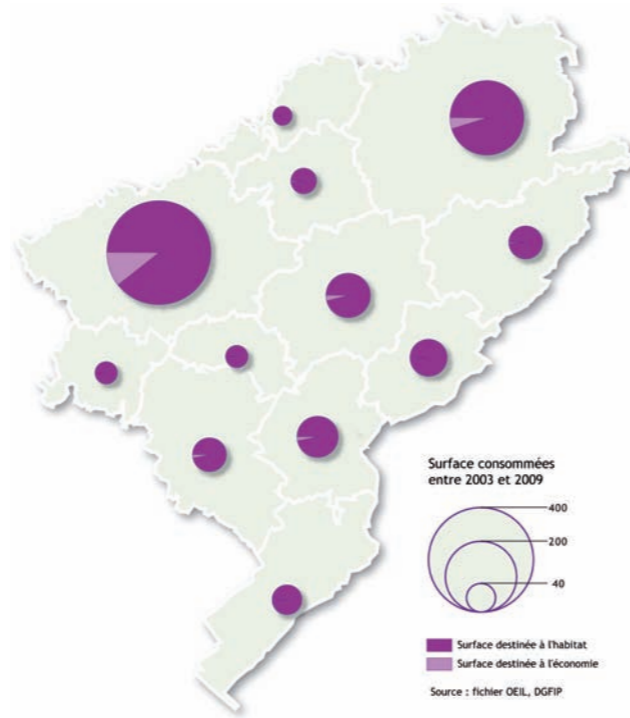 Surface consommées
entre 2003 et 2009
400
200
40
Surface destinée à l'habitat
Surface destinée à l'économie
Source : fichier OEIL, DGFIP